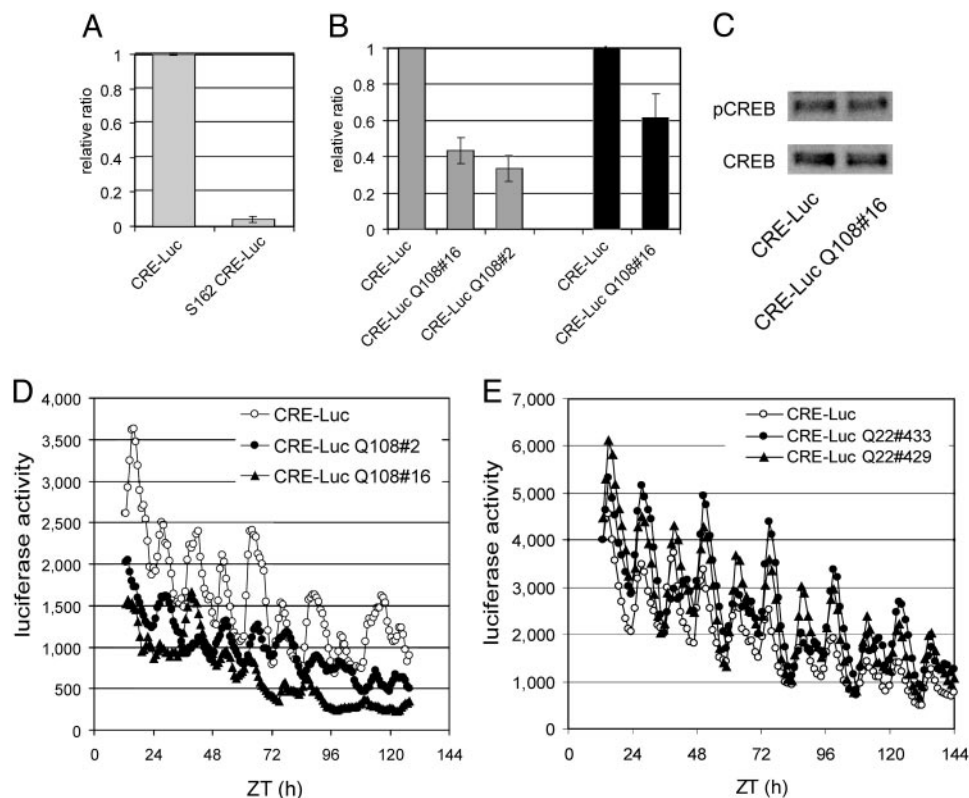 A
1
0.8
0.6
0.4
0.2
0
relative ratio
CRE-Luc
S162 CRE-Luc
B
1
0.8
0.6
0.4
0.2
0
relative ratio
CRE-Luc
CRE-Luc Q108#16
CRE-Luc Q108#2
CRE-Luc
CRE-Luc Q108#16
C
pCREB
CREB
CRE-Luc
CRE-Luc Q108#16
D
4,000
3,500
3,000
2,500
2,000
1,500
1,000
500
0
luciferase activity
CRE-Luc
CRE-Luc Q108#2
CRE-Luc Q108#16
0 24 48 72 96 120 144
ZT (h)
E
7,000
6,000
5,000
4,000
3,000
2,000
1,000
0
luciferase activity
CRE-Luc
CRE-Luc Q22#433
CRE-Luc Q22#429
0 24 48 72 96 120 144
ZT (h)